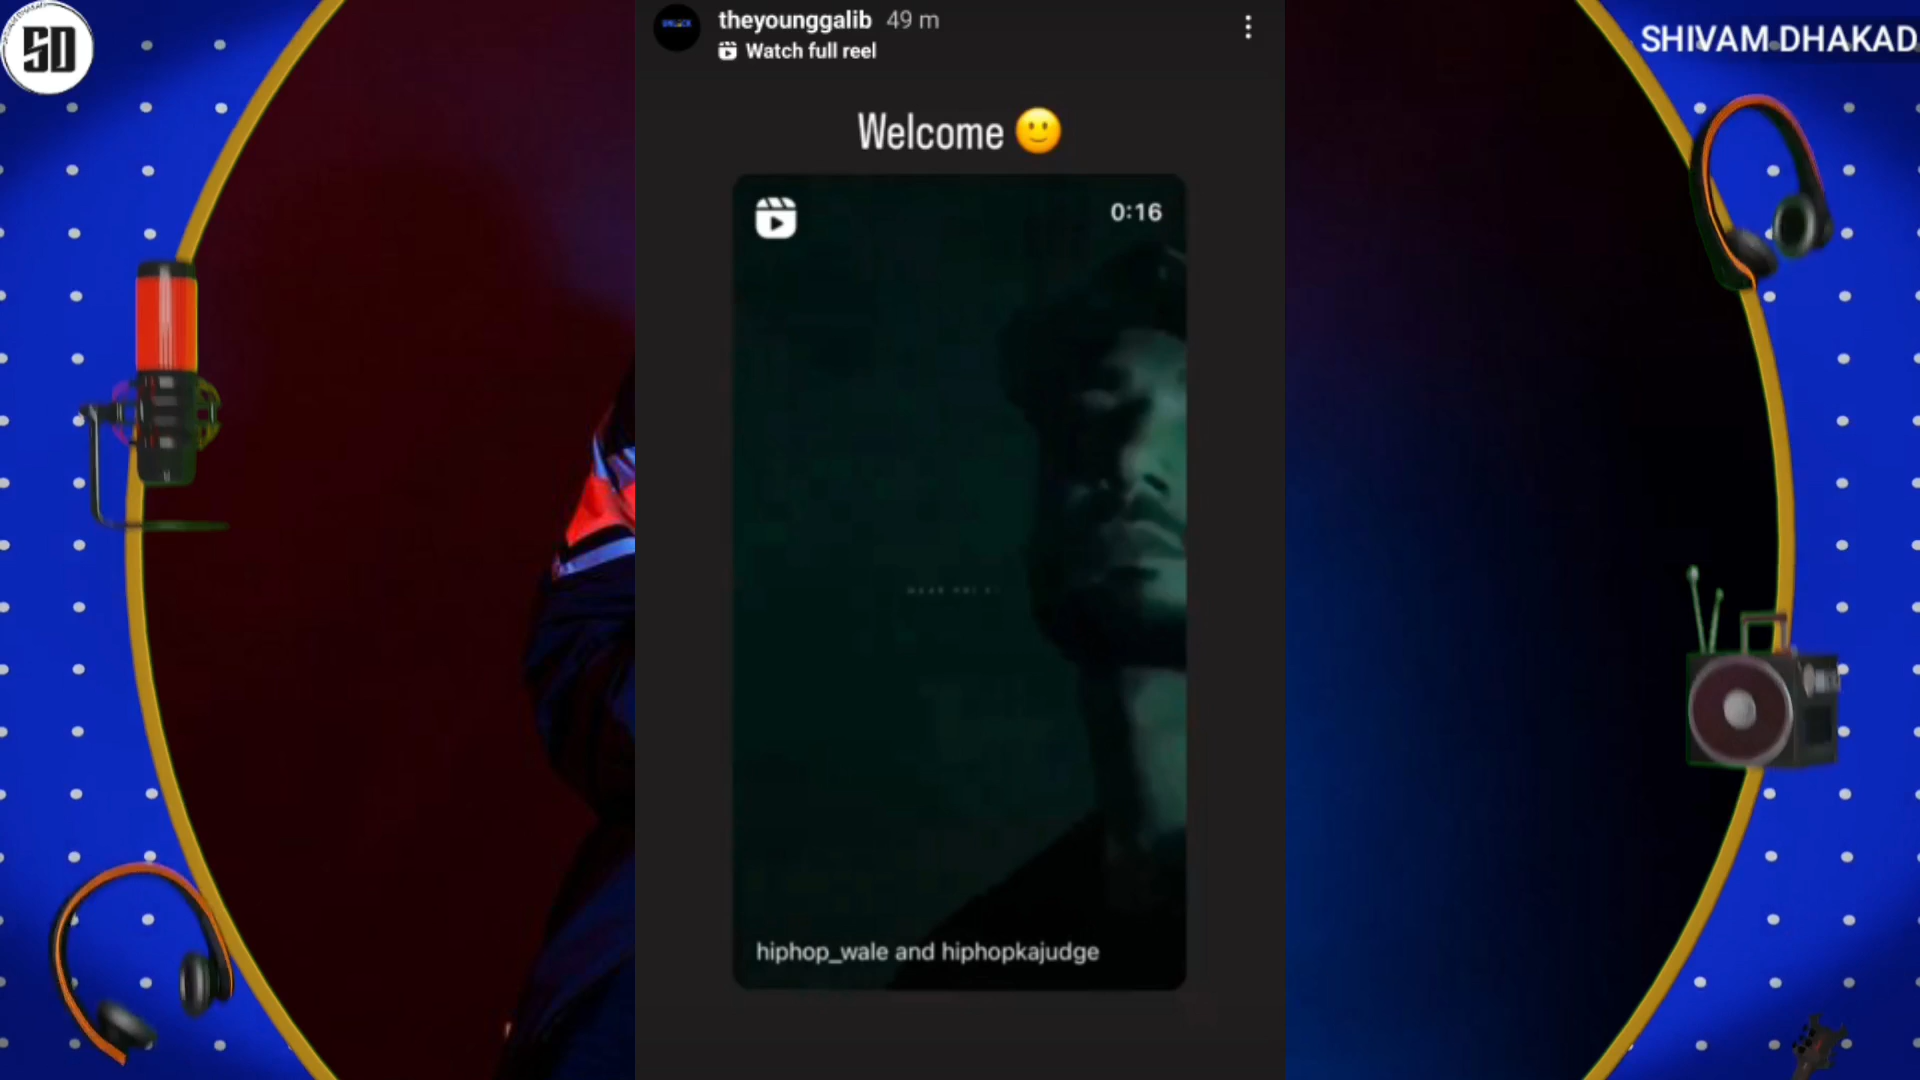 SD
SHIVAM DHAKAD
theyounggalib 49 m
Watch full reel
Welcome 🙂
0:16
hiphop_wale and hiphopkajudge